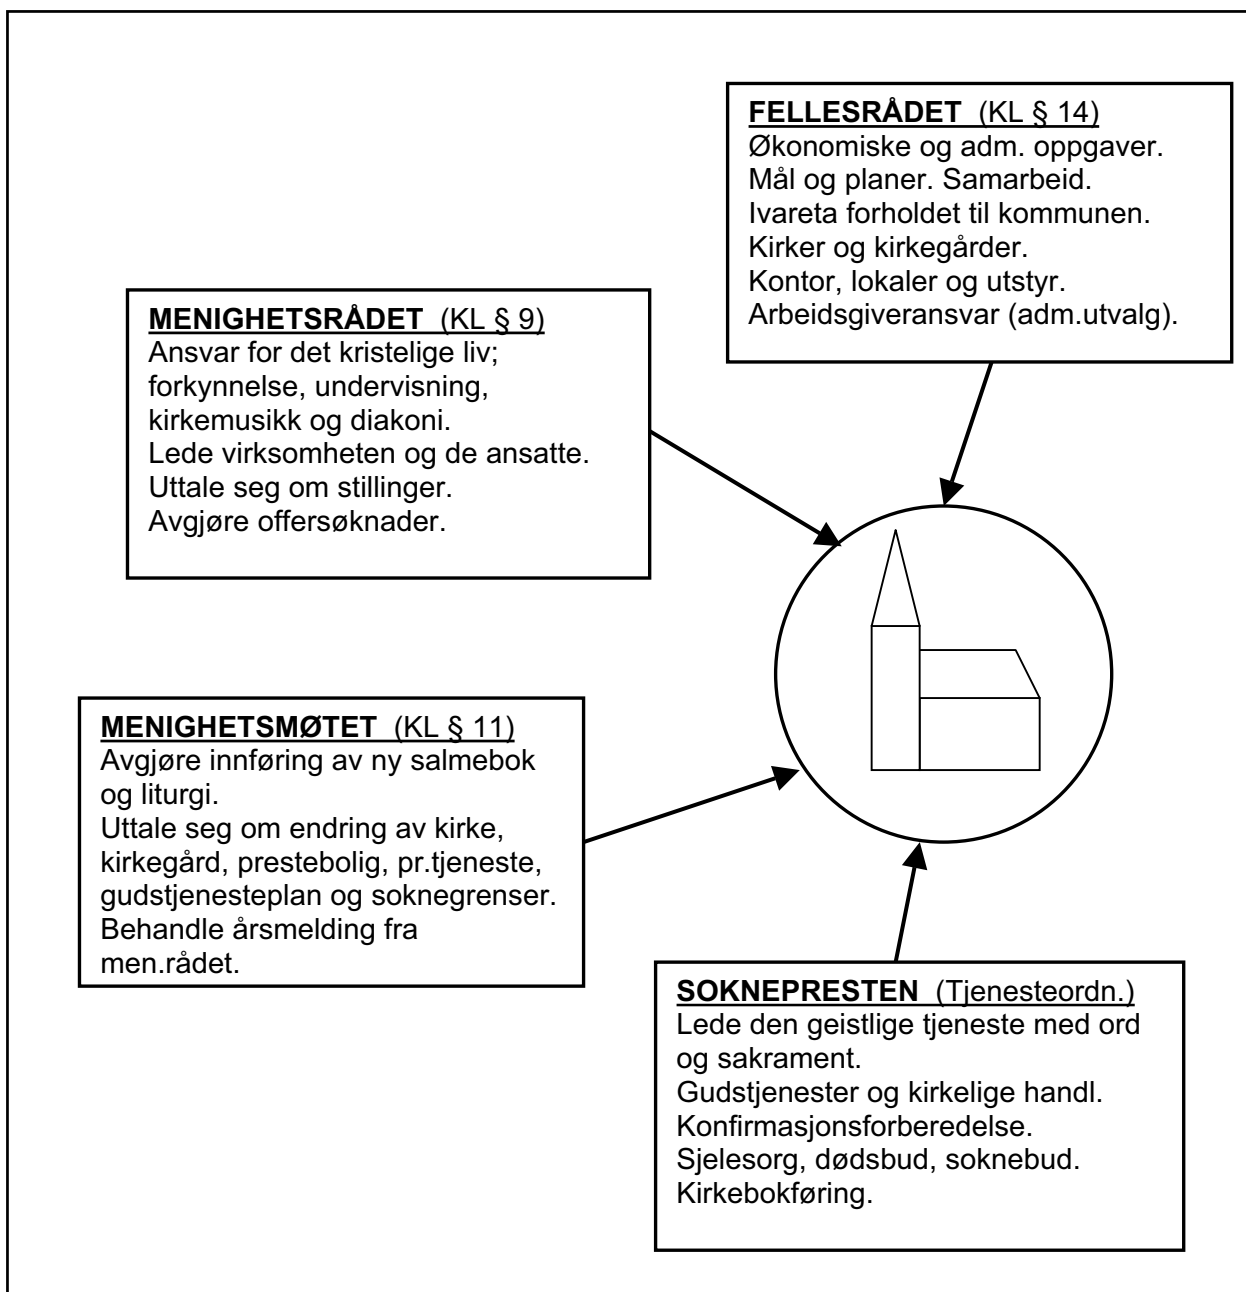 FELLESRÅDET (KL § 14)
Økonomiske og adm. oppgaver.
Mål og planer. Samarbeid.
Ivareta forholdet til kommunen.
Kirker og kirkegårder.
Kontor, lokaler og utstyr.
Arbeidsgiveransvar (adm.utvalg).
MENIGHETSRÅDET (KL § 9)
Ansvar for det kristelige liv;
forkynnelse, undervisning,
kirkemusikk og diakoni.
Lede virksomheten og de ansatte.
Uttale seg om stillinger.
Avgjøre offersøknader.
MENIGHETSMØTET (KL § 11)
Avgjøre innføring av ny salmebok
og liturgi.
Uttale seg om endring av kirke,
kirkegård, prestebolig, pr.tjeneste,
gudstjenesteplan og soknegrenser.
Behandle årsmelding fra
men.rådet.
SOKNEPRESTEN (Tjenesteordn.)
Lede den geistlige tjeneste med ord
og sakrament.
Gudstjenester og kirkelige handl.
Konfirmasjonsforberedelse.
Sjelesorg, dødsbud, soknebud.
Kirkebokføring.